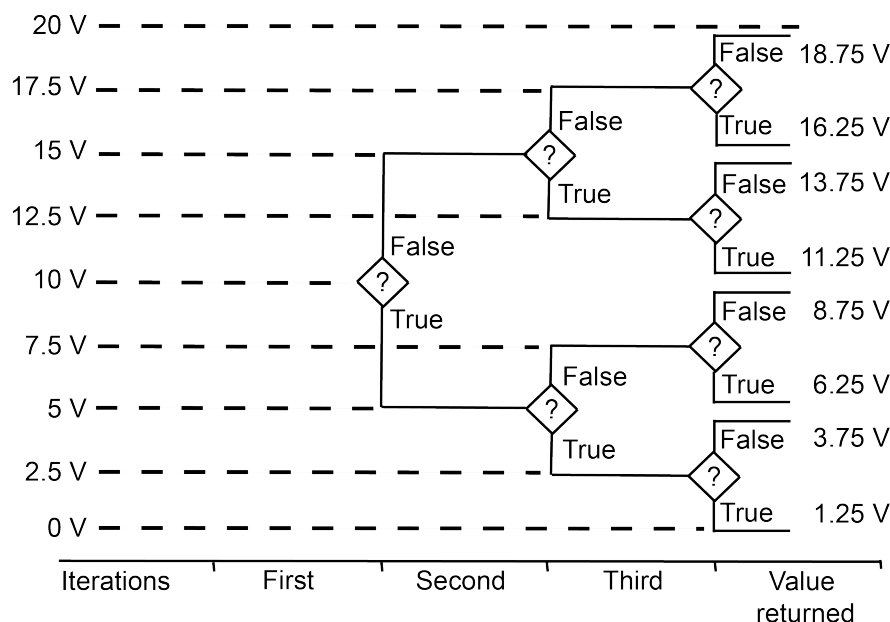 20 V
False 18.75 V
17.5 V
?
False
True 16.25 V
15 V
?
False 13.75 V
True
12.5 V
?
False
True 11.25 V
10 V
?
False 8.75 V
True
7.5 V
?
False
True 6.25 V
5 V
?
False 3.75 V
True
2.5 V
?
True 1.25 V
0 V
Iterations First Second Third Value
returned